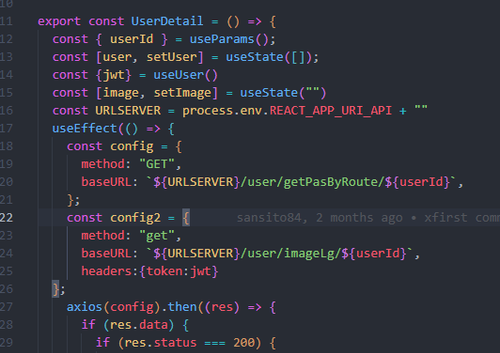 10
11 export const UserDetail = () => {
12 const { userId } = useParams();
13 const [user, setUser] = useState([]);
14 const {jwt} = useUser()
15 const [image, setImage] = useState("")
16 const URLSERVER = process.env.REACT_APP_URI_API + ""
17 useEffect(() => {
18 const config = {
19 method: "GET",
20 baseURL: `${URLSERVER}/user/getPasByRoute/${userId}`,
21 };
22 const config2 = { sansito84, 2 months ago • xfirst com
23 method: "get",
24 baseURL: `${URLSERVER}/user/imageLg/${userId}`,
25 headers:{token:jwt}
26 };
27 axios(config).then((res) => {
28 if (res.data) {
29 if (res.status === 200) {